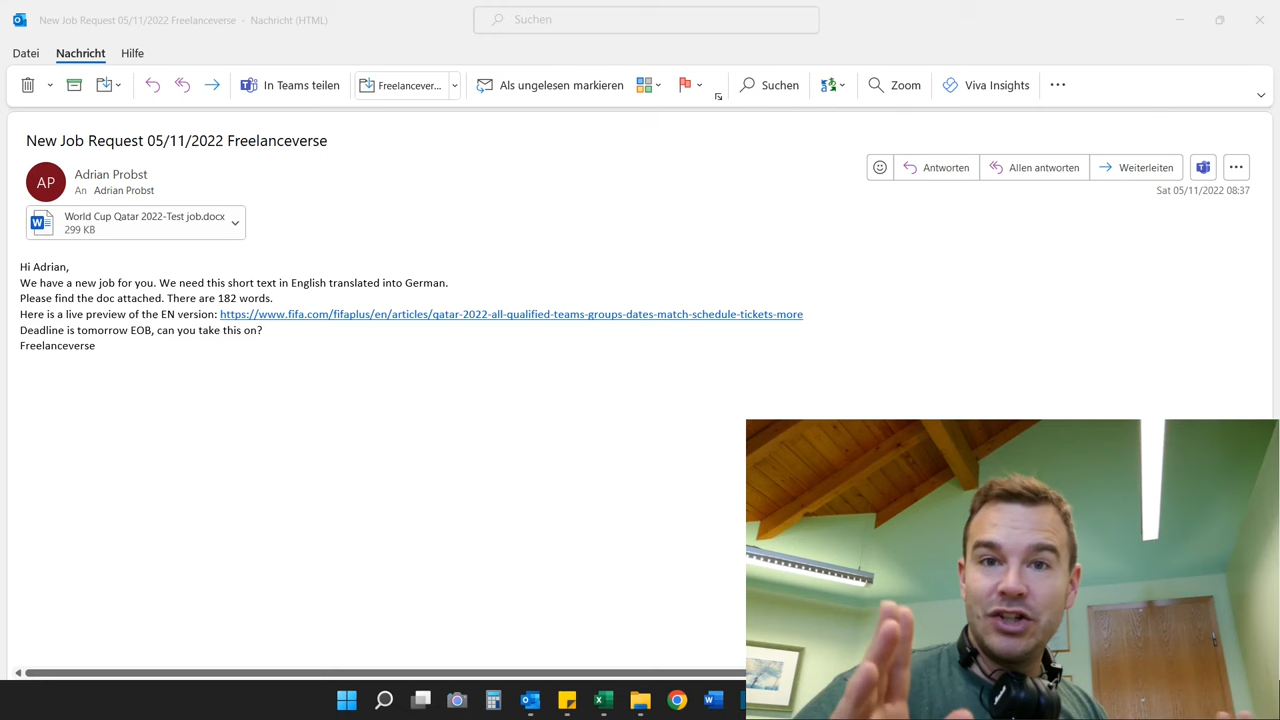 New Job Request 05/11/2022 Freelanceverse - Nachricht (HTML)
Suchen
Datei Nachricht Hilfe
In Teams teilen
Freelancever...
Als ungelesen markieren
Suchen
Zoom
Viva Insights
New Job Request 05/11/2022 Freelanceverse
AP
Adrian Probst
An Adrian Probst
Antworten
Allen antworten
Weiterleiten
Sat 05/11/2022 08:37
World Cup Qatar 2022-Test job.docx
299 KB
Hi Adrian,
We have a new job for you. We need this short text in English translated into German.
Please find the doc attached. There are 182 words.
Here is a live preview of the EN version: https://www.fifa.com/fifaplus/en/articles/qatar-2022-all-qualified-teams-groups-dates-match-schedule-tickets-more
Deadline is tomorrow EOB, can you take this on?
Freelanceverse